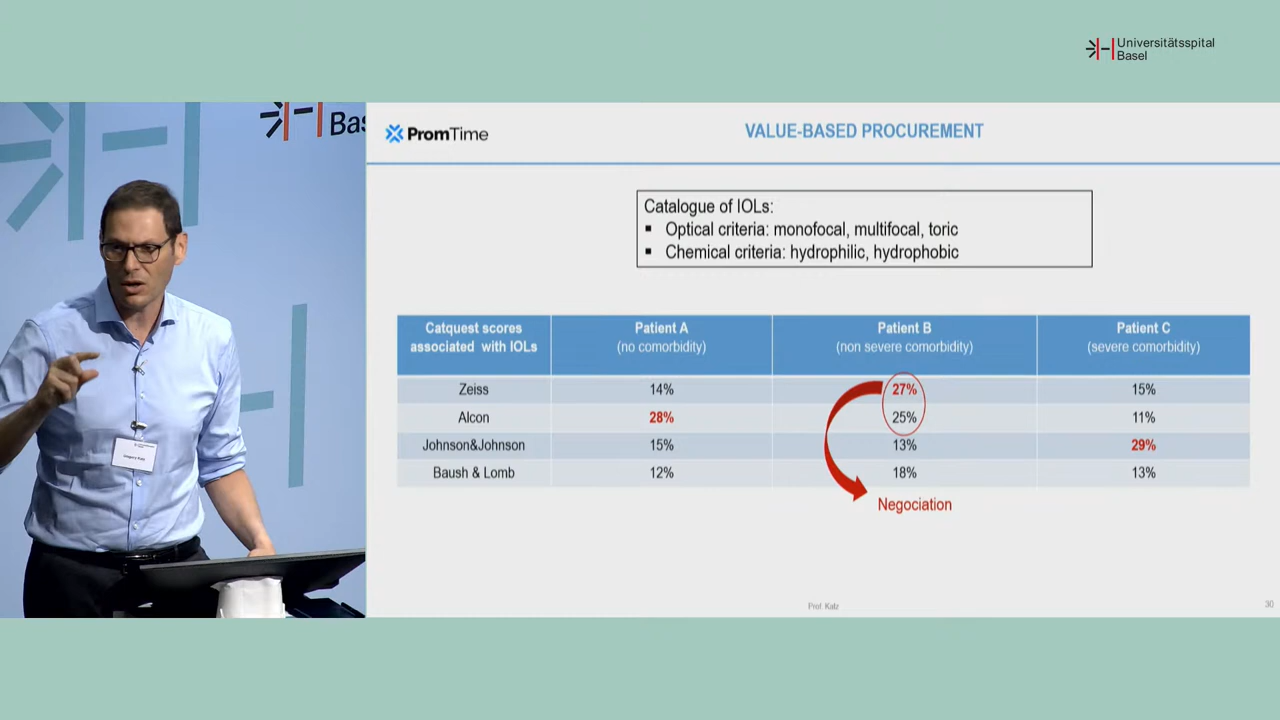 Universitätsspital
Basel
Bas
PromTime
VALUE-BASED PROCUREMENT
Catalogue of IOLs:
▪ Optical criteria: monofocal, multifocal, toric
▪ Chemical criteria: hydrophilic, hydrophobic
Catquest scores associated with IOLs Patient A (no comorbidity) Patient B (non severe comorbidity) Patient C (severe comorbidity)
Zeiss 14% 27% 15%
Alcon 28% 25% 11%
Johnson&Johnson 15% 13% 29%
Baush & Lomb 12% 18% 13%
Negociation
Prof. Katz
30